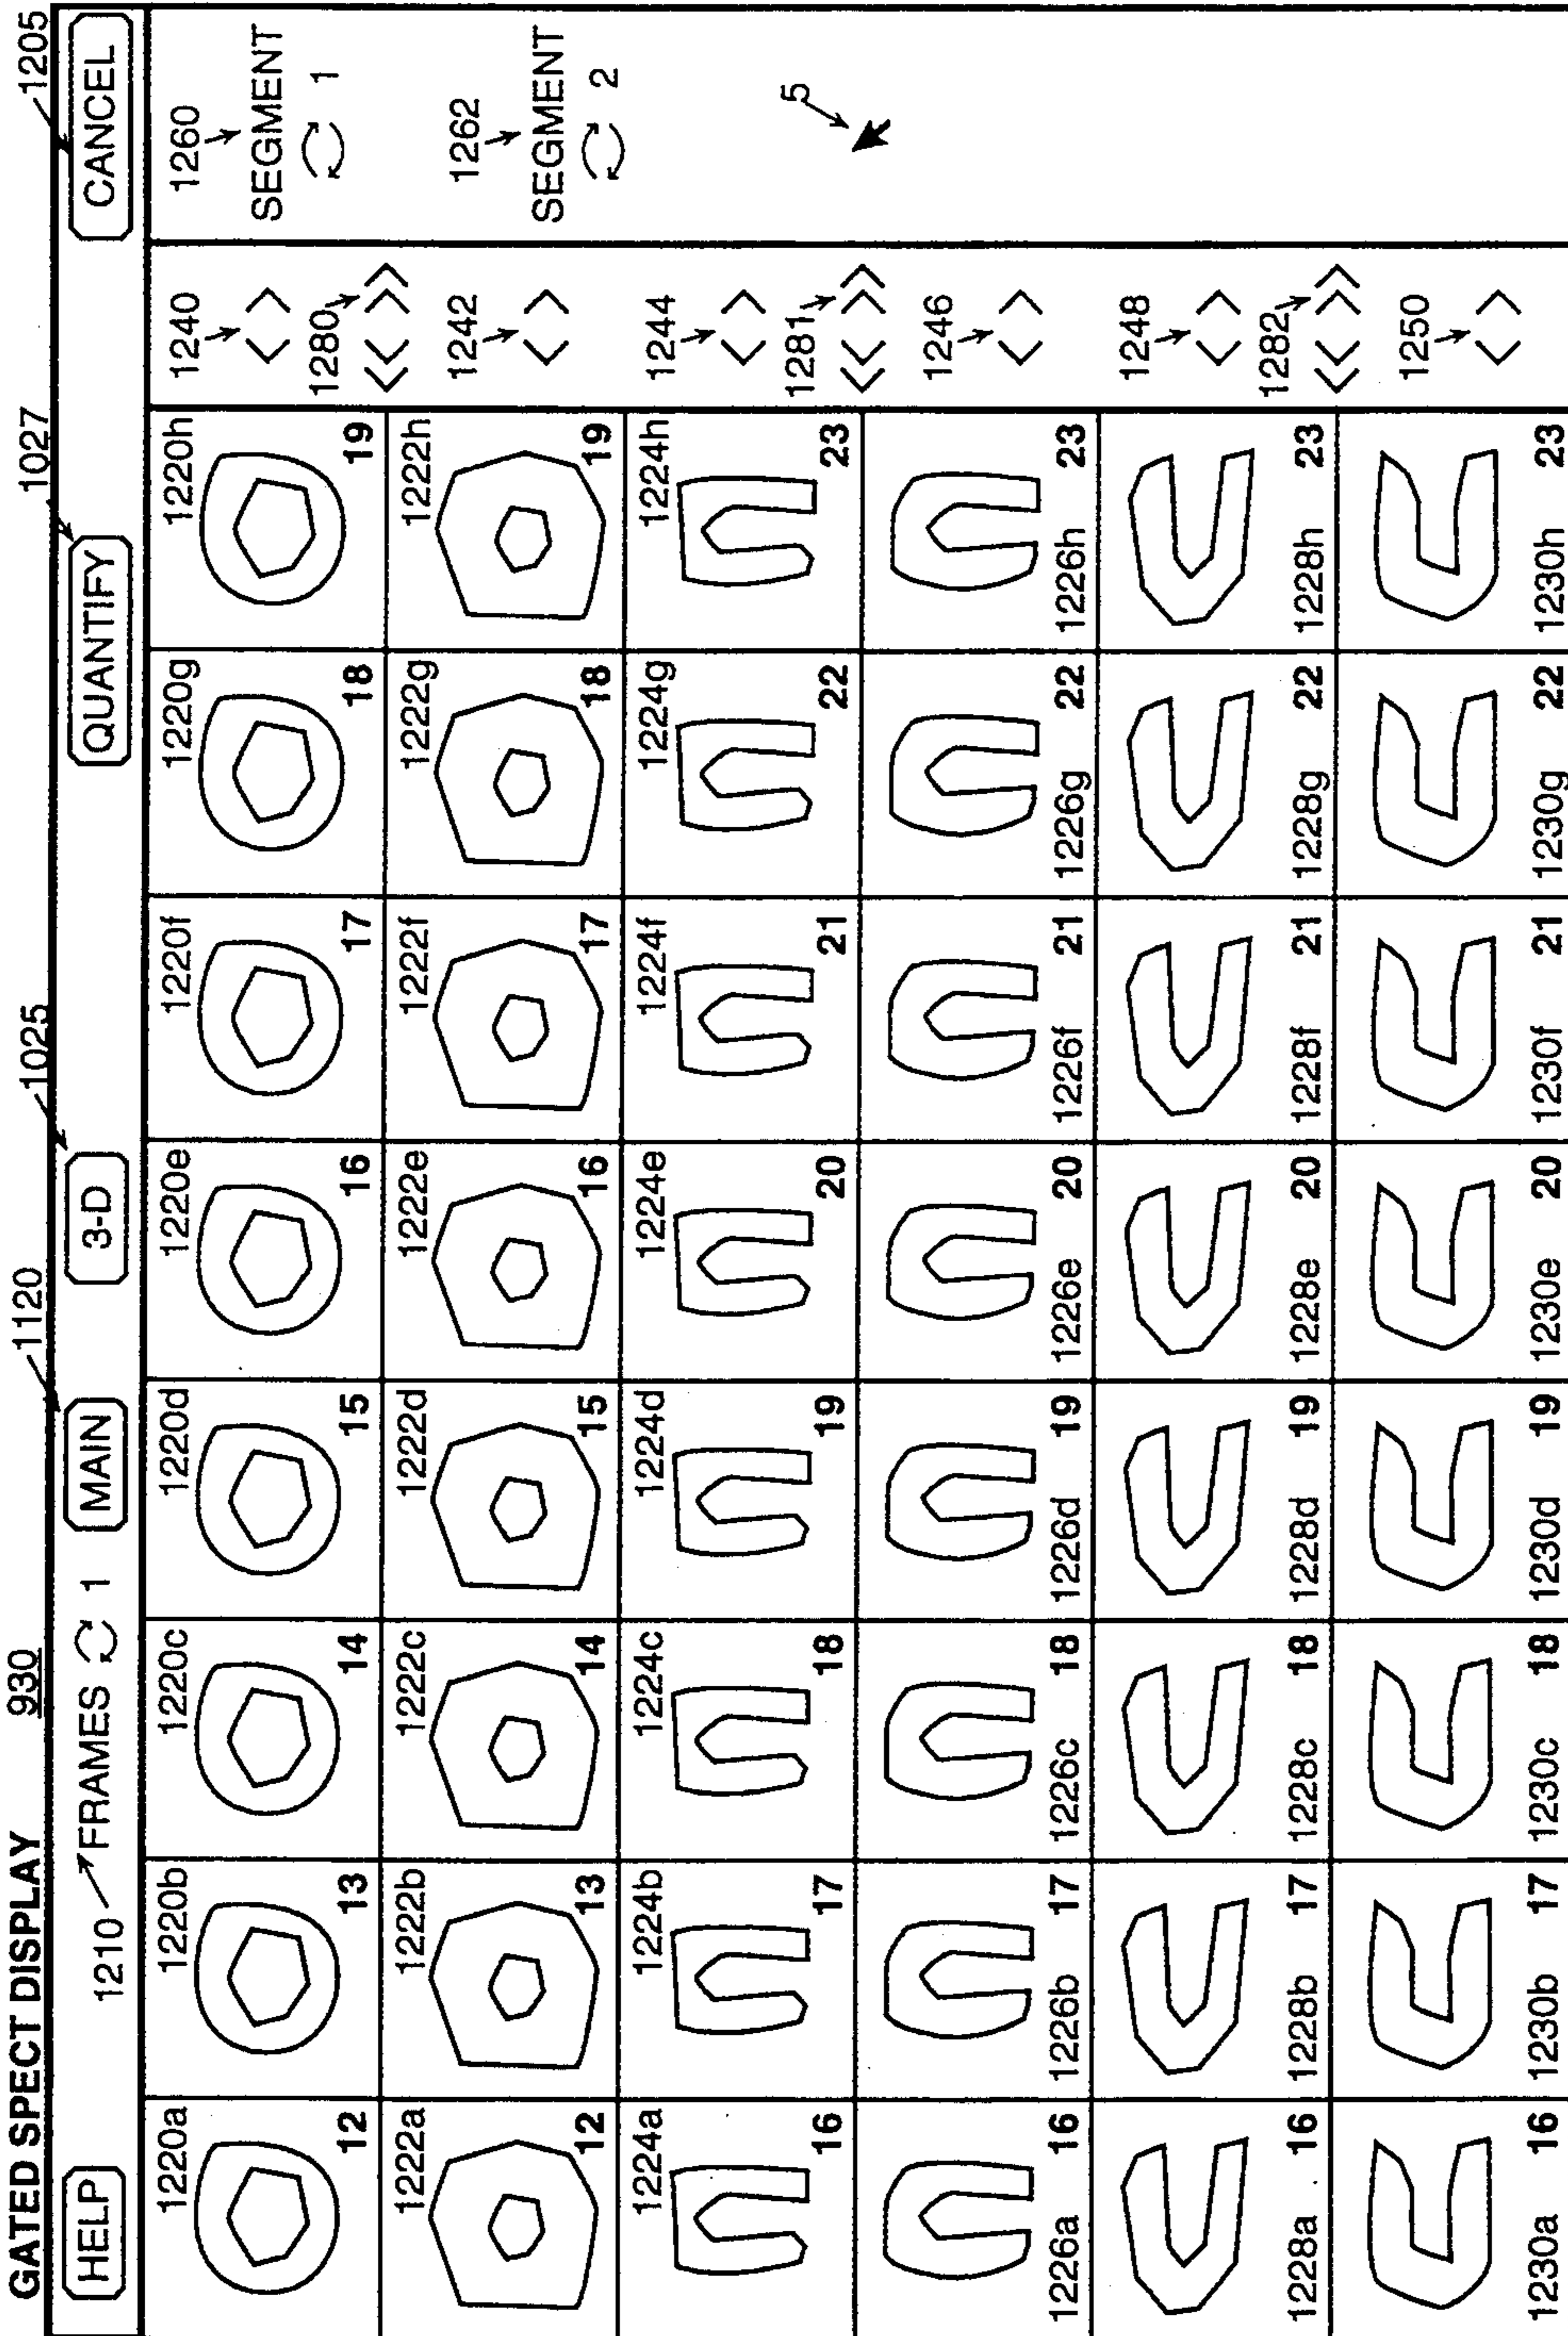 GATED SPECT DISPLAY 930
1120 1025 1027 1205
HELP 1210 FRAMES 1 MAIN 3-D QUANTIFY CANCEL
1220a 1220b 1220c 1220d 1220e 1220f 1220g 1220h 1240 1260
SEGMENT
1
12 13 14 15 16 17 18 19 1280
1222a 1222b 1222c 1222d 1222e 1222f 1222g 1222h 1242 1262
SEGMENT
2
12 13 14 15 16 17 18 19
1224a 1224b 1224c 1224d 1224e 1224f 1224g 1224h 1244
5
16 17 18 19 20 21 22 23 1281
1246
1226a 16 1226b 17 1226c 18 1226d 19 1226e 20 1226f 21 1226g 22 1226h 23
1248
1228a 16 1228b 17 1228c 18 1228d 19 1228e 20 1228f 21 1228g 22 1228h 23 1282
1250
1230a 16 1230b 17 1230c 18 1230d 19 1230e 20 1230f 21 1230g 22 1230h 23